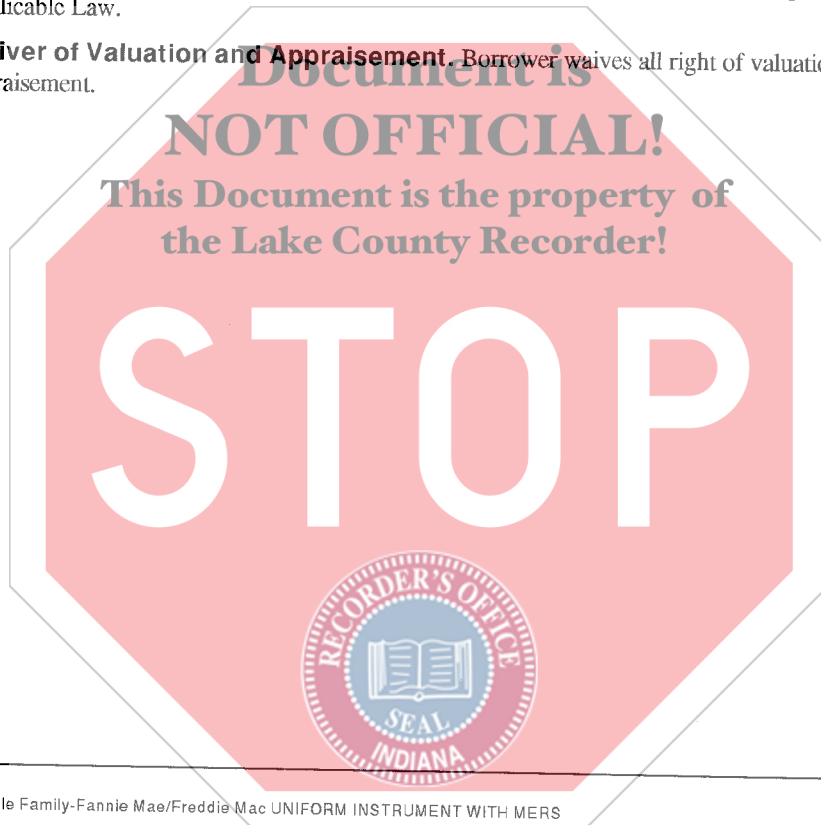 licable Law.
iver of Valuation and Appraisement. Borrower waives all right of valuatio
raisement.
Document is
NOT OFFICIAL!
This Document is the property of
the Lake County Recorder!
STOP
RECORDER'S OFFICE
SEAL
INDIANA
le Family-Fannie Mae/Freddie Mac UNIFORM INSTRUMENT WITH MERS